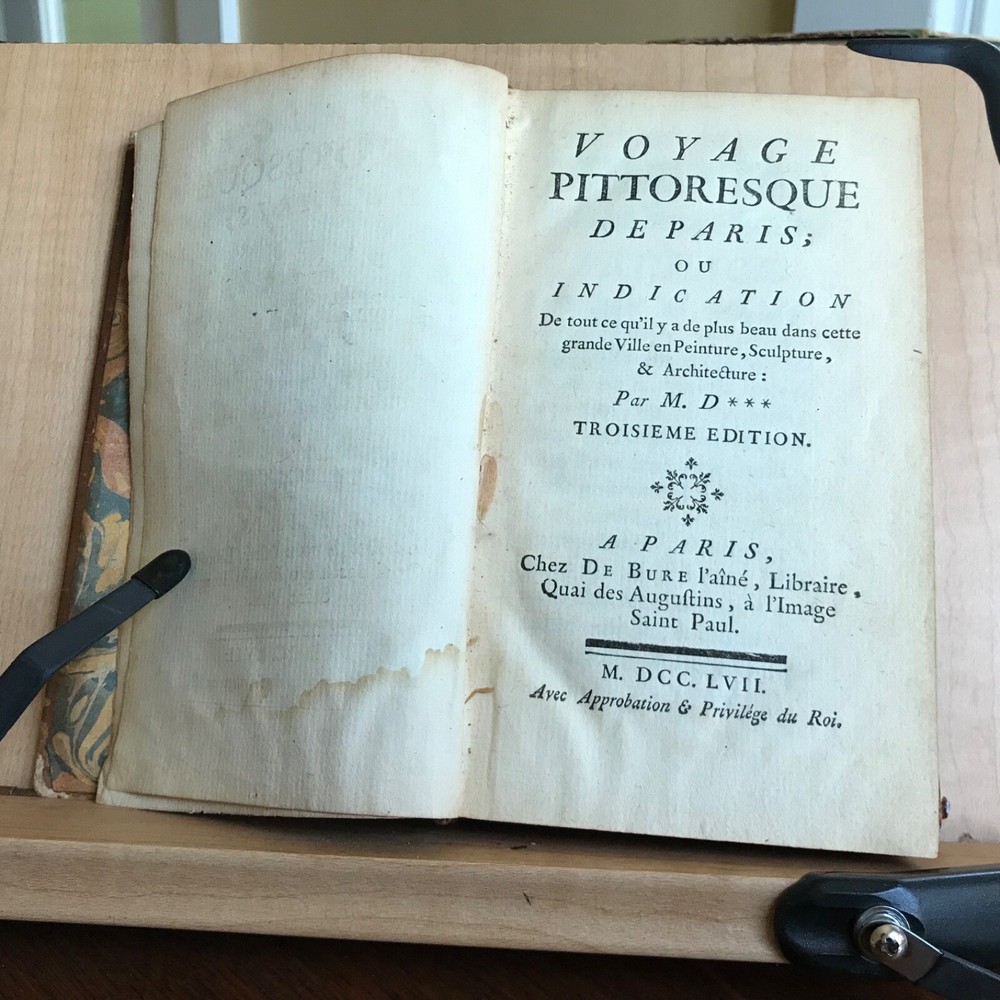 VOYAGE
PITTORESQUE
DE PARIS;
OU
INDICATION
De tout ce qu'il y a de plus beau dans cette
grande Ville en Peinture, Sculpture,
& Architecture :
Par M. D***
TROISIEME EDITION.
A PARIS,
Chez DE BURE l'aîné, Libraire,
Quai des Auguſtins, à l'Image
Saint Paul.
M. DCC. LVII.
Avec Approbation & Privilége du Roi.